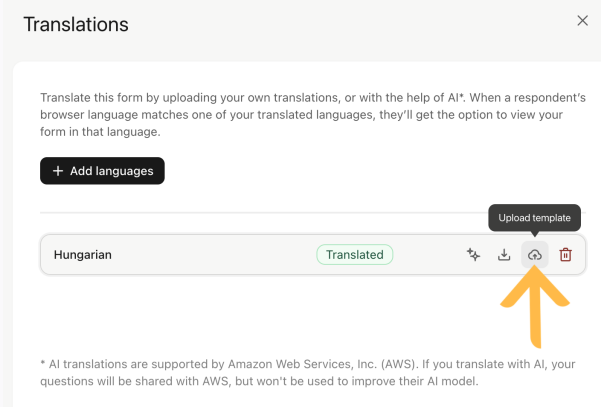 Translations
Translate this form by uploading your own translations, or with the help of AI*. When a respondent's
browser language matches one of your translated languages, they'll get the option to view your
form in that language.
+ Add languages
Upload template
Hungarian Translated
* AI translations are supported by Amazon Web Services, Inc. (AWS). If you translate with AI, your
questions will be shared with AWS, but won't be used to improve their AI model.